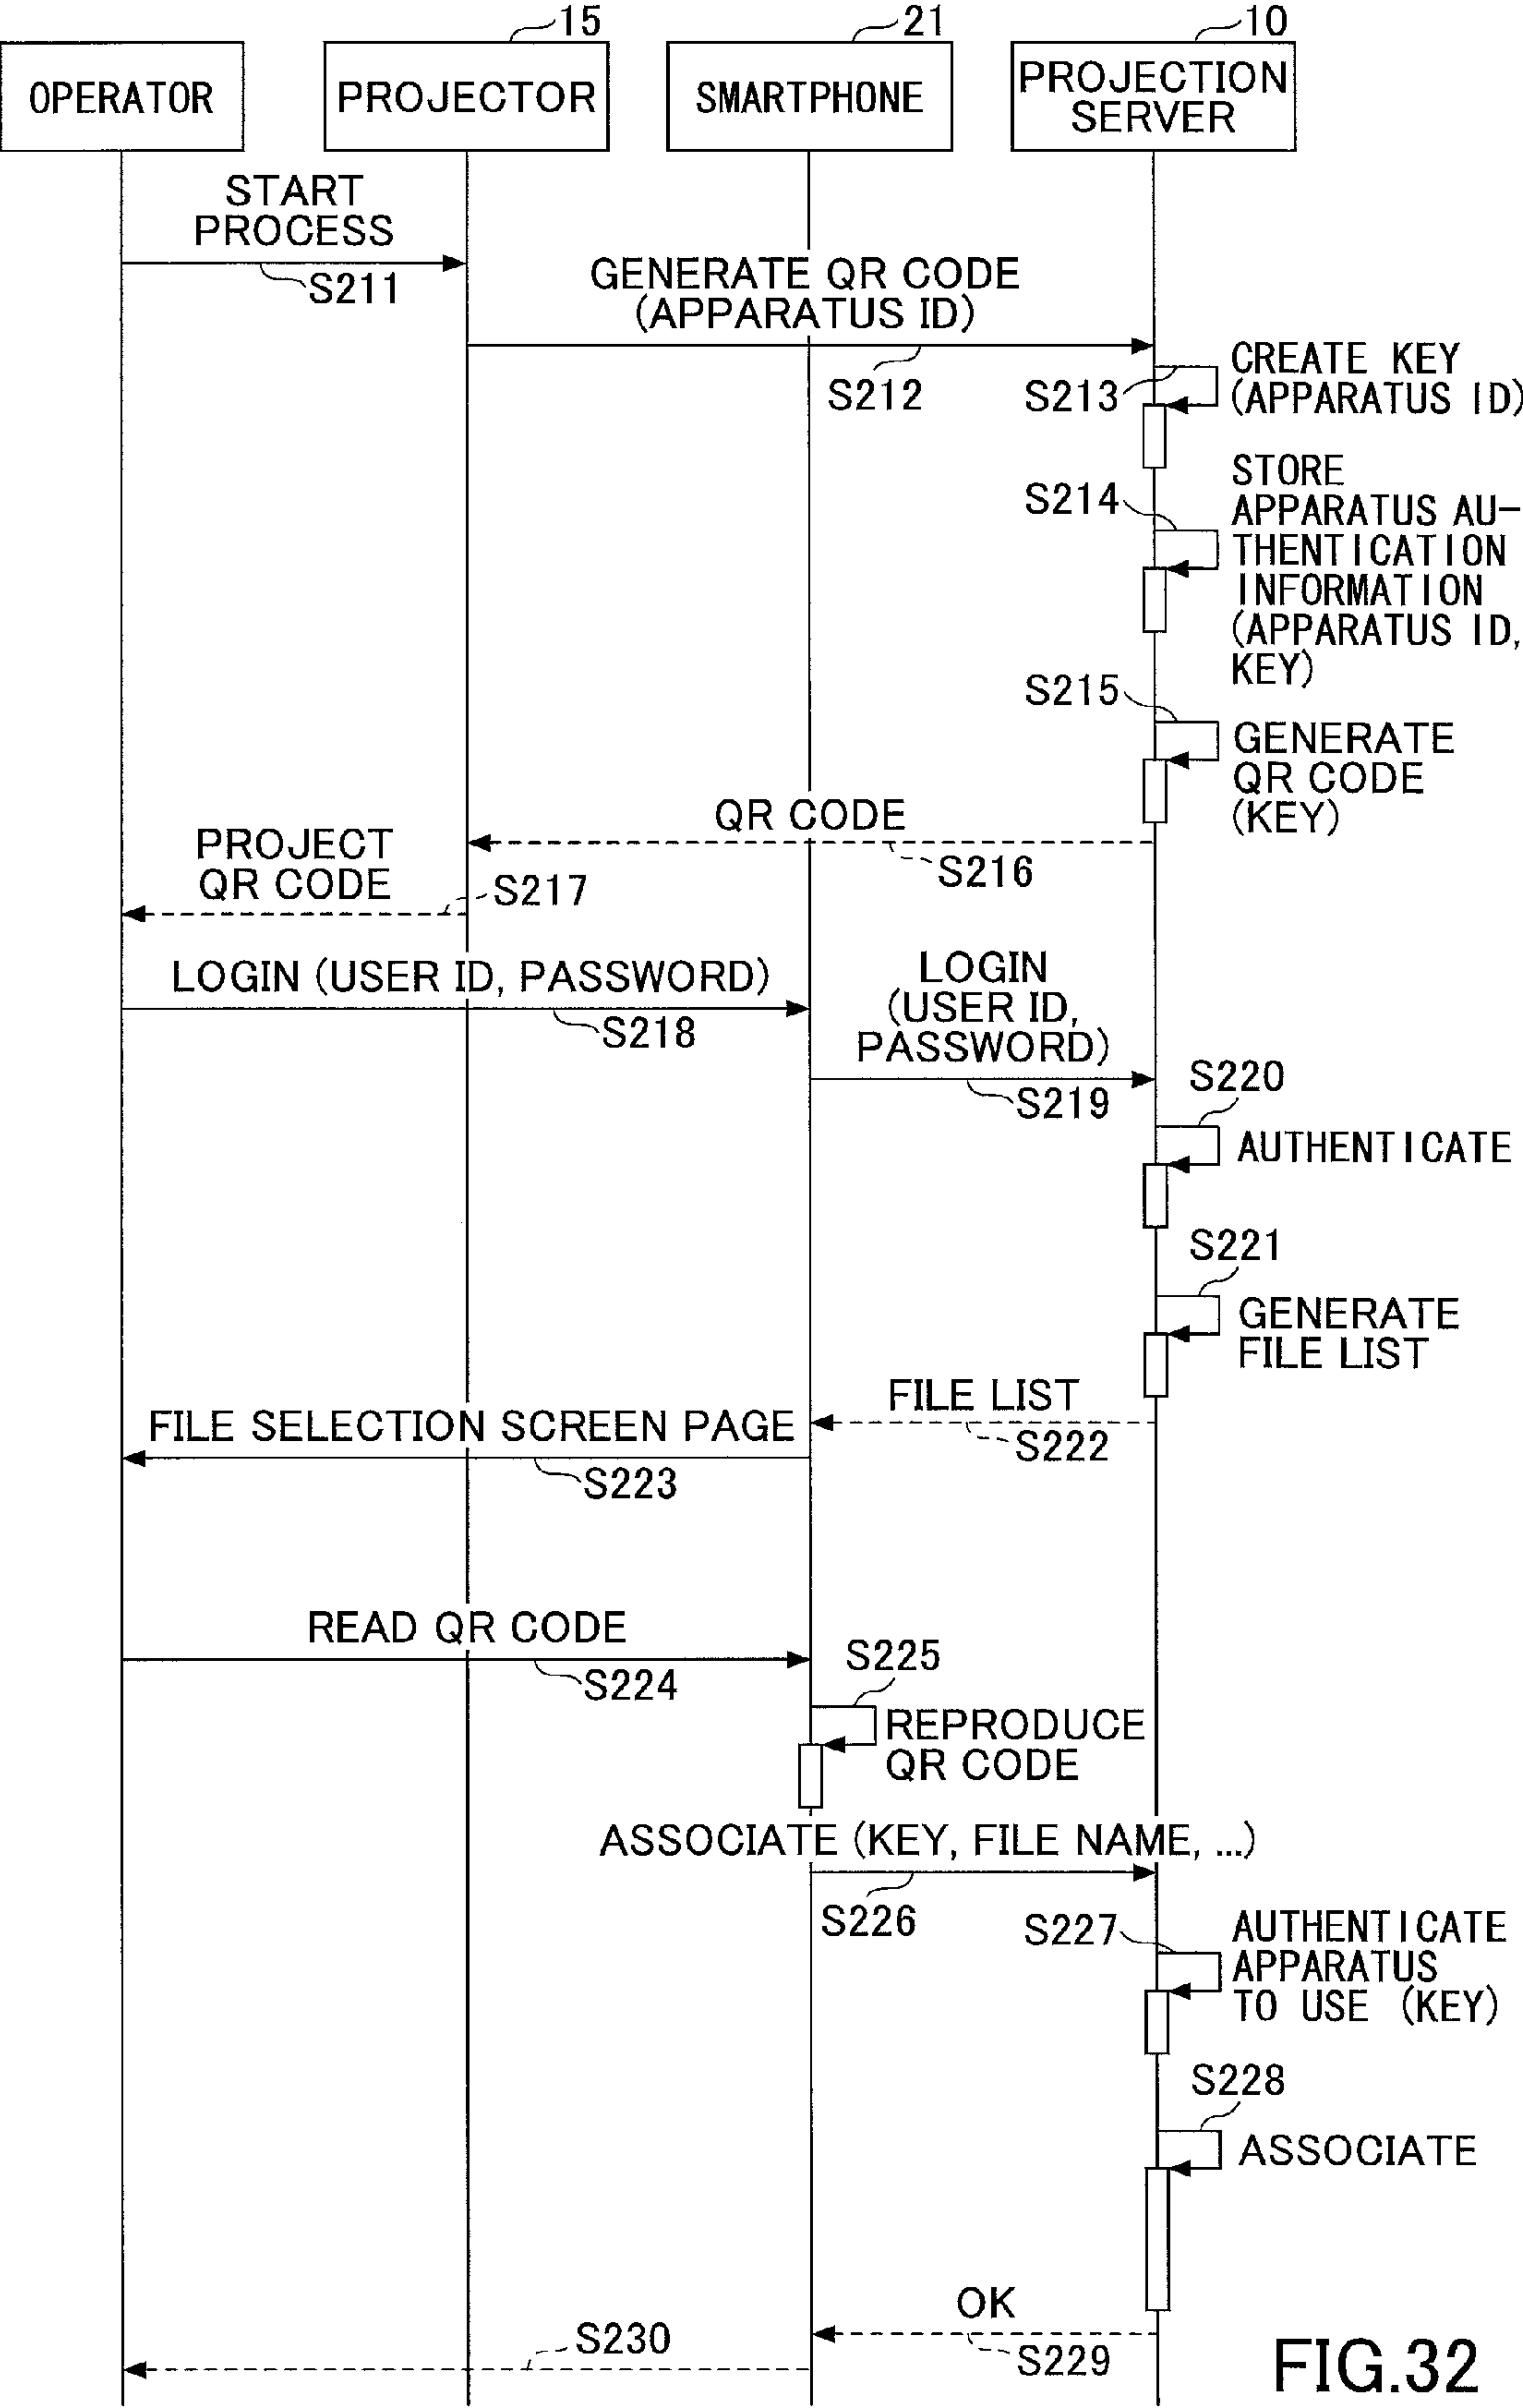 15
21
10
OPERATOR
PROJECTOR
SMARTPHONE
PROJECTION
SERVER
START
PROCESS
S211
GENERATE QR CODE
(APPARATUS ID)
S212
S213
CREATE KEY
(APPARATUS ID)
S214
STORE
APPARATUS AU-
THENTICATION
INFORMATION
(APPARATUS ID,
KEY)
S215
GENERATE
QR CODE
(KEY)
QR CODE
S216
PROJECT
QR CODE
S217
LOGIN (USER ID, PASSWORD)
S218
LOGIN
(USER ID,
PASSWORD)
S219
S220
AUTHENTICATE
S221
GENERATE
FILE LIST
FILE LIST
S222
FILE SELECTION SCREEN PAGE
S223
READ QR CODE
S224
S225
REPRODUCE
QR CODE
ASSOCIATE (KEY, FILE NAME, ...)
S226
S227
AUTHENTICATE
APPARATUS
TO USE (KEY)
S228
ASSOCIATE
OK
S229
S230
FIG.32